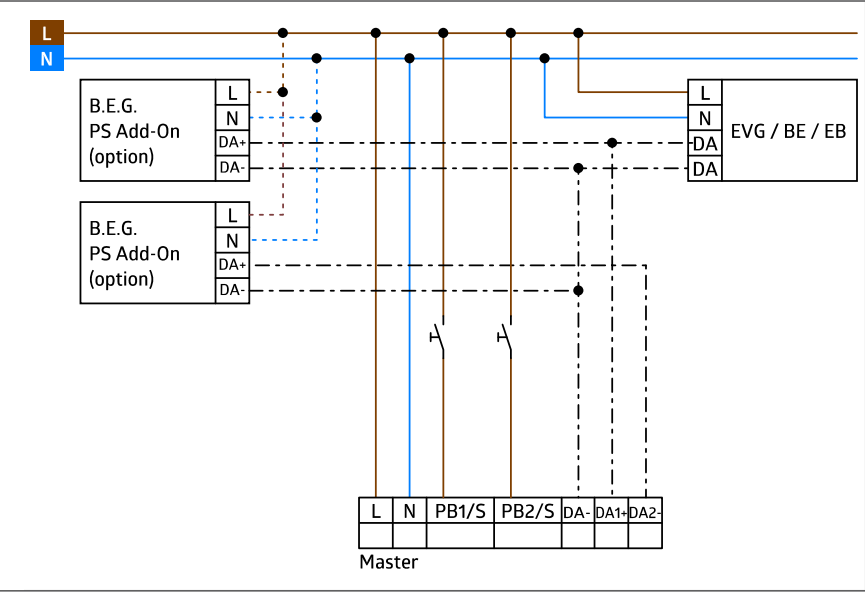 L
N
B.E.G.
PS Add-On
(option)
L
N
DA+
DA-
L
N
DA
DA
EVG / BE / EB
B.E.G.
PS Add-On
(option)
L
N
DA+
DA-
L N PB1/S PB2/S DA- DA1+ DA2-
Master